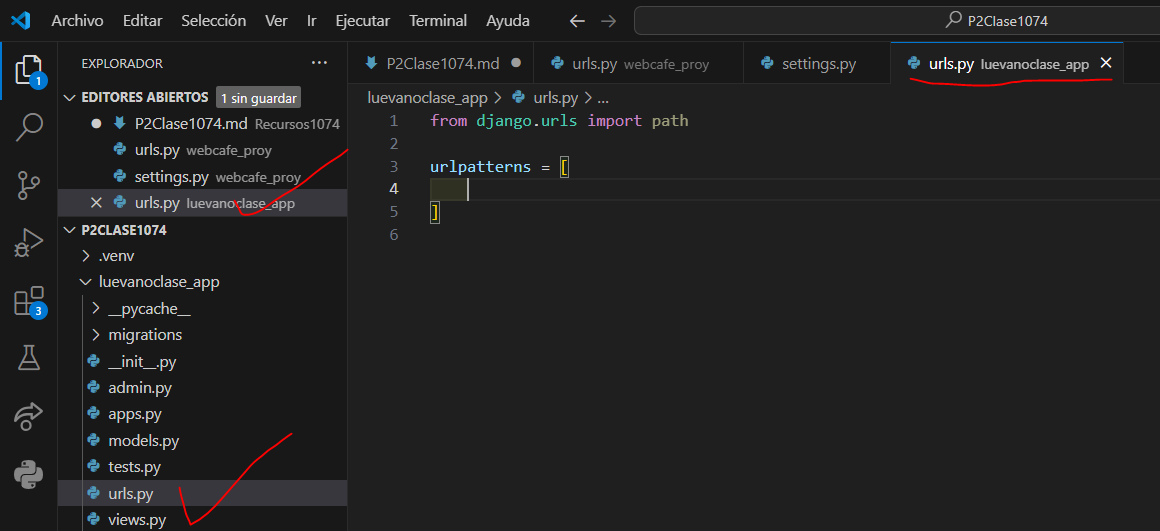 Archivo Editar Selección Ver Ir Ejecutar Terminal Ayuda P2Clase1074
EXPLORADOR ...
EDITORES ABIERTOS 1 sin guardar
P2Clase1074.md Recursos1074
urls.py webcafe_proy
settings.py webcafe_proy
urls.py luevanoclase_app
P2CLASE1074
.venv
luevanoclase_app
__pycache__
migrations
__init__.py
admin.py
apps.py
models.py
tests.py
urls.py
views.py
1
3
P2Clase1074.md urls.py webcafe_proy settings.py urls.py luevanoclase_app
luevanoclase_app > urls.py > ...
1 from django.urls import path
2
3 urlpatterns = [
4
5 ]
6